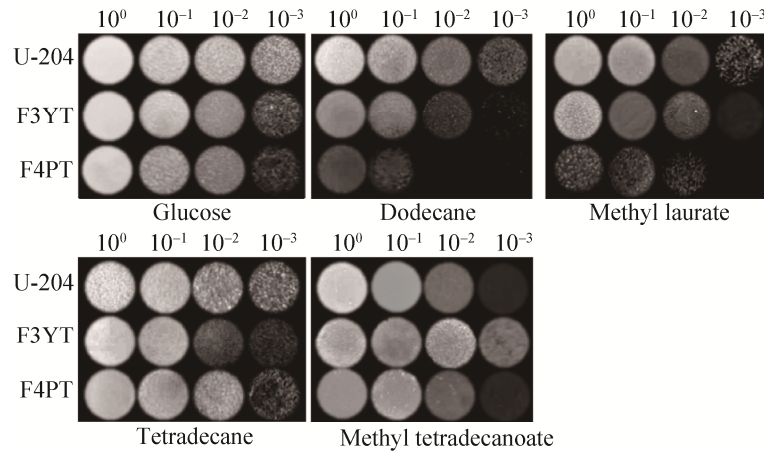 10⁰ 10⁻¹ 10⁻² 10⁻³ 10⁰ 10⁻¹ 10⁻² 10⁻³ 10⁰ 10⁻¹ 10⁻² 10⁻³
U-204
F3YT
F4PT
Glucose Dodecane Methyl laurate
10⁰ 10⁻¹ 10⁻² 10⁻³ 10⁰ 10⁻¹ 10⁻² 10⁻³
U-204
F3YT
F4PT
Tetradecane Methyl tetradecanoate